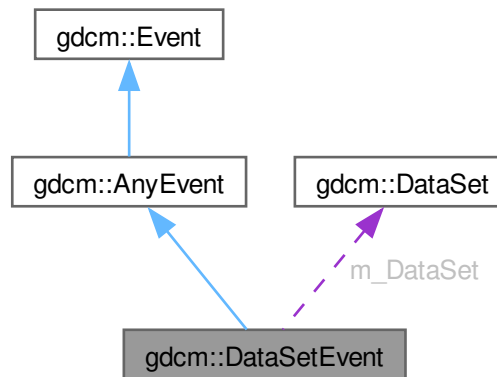 gdcm::Event
gdcm::AnyEvent
gdcm::DataSet
m_DataSet
gdcm::DataSetEvent